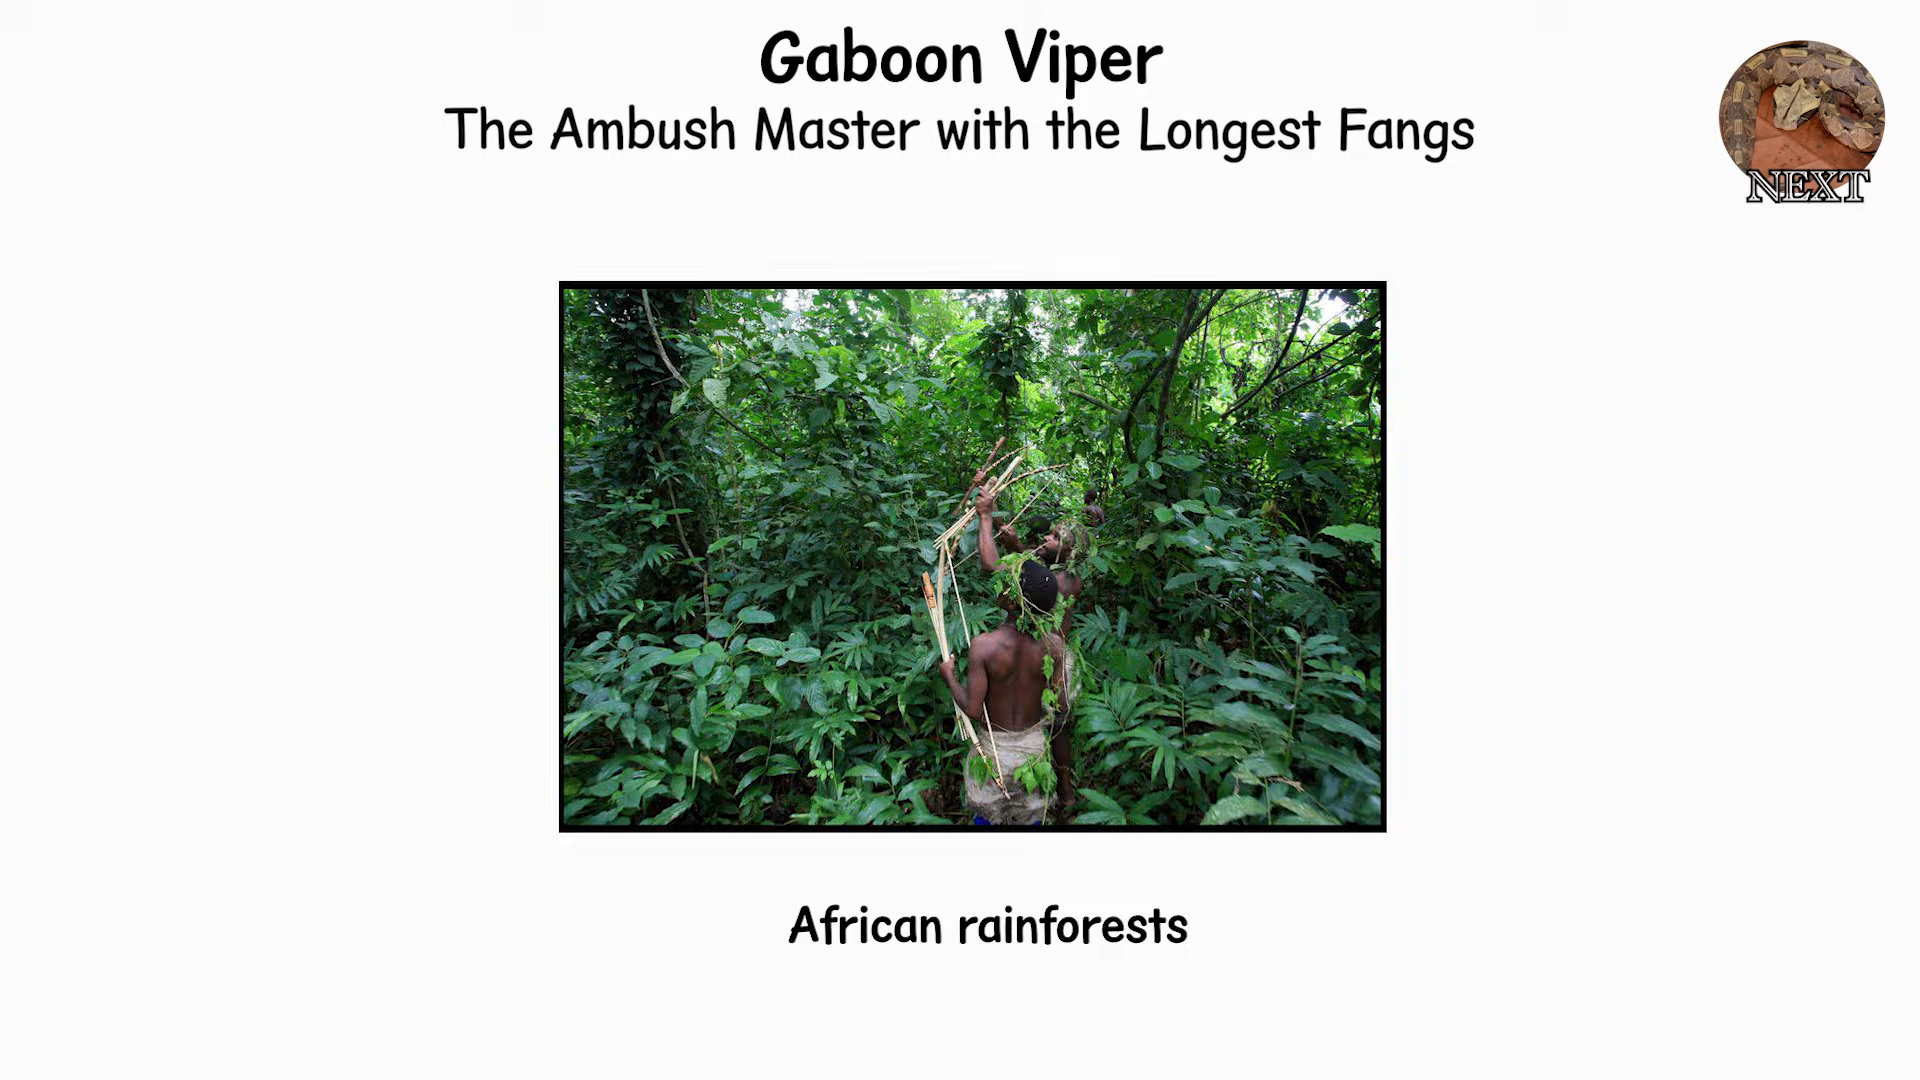 Gaboon Viper
The Ambush Master with the Longest Fangs
NEXT
African rainforests